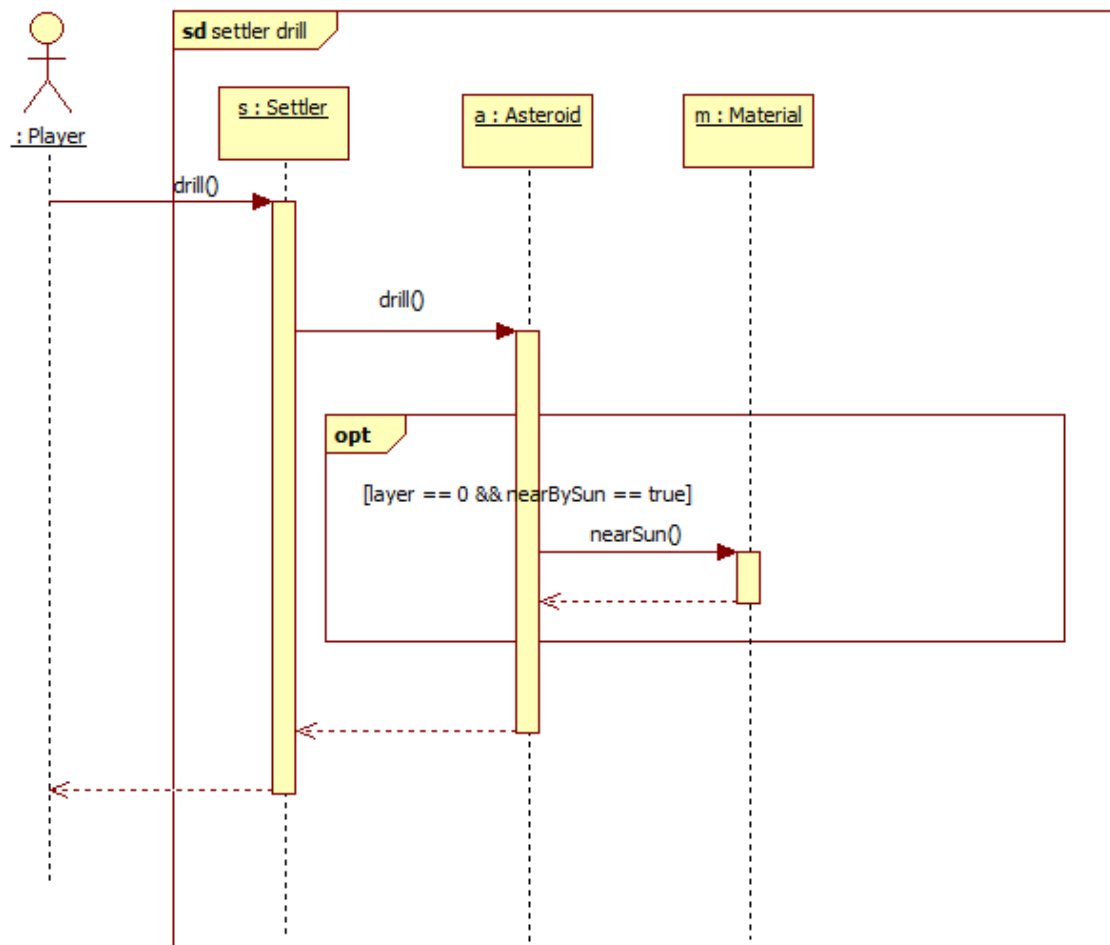 sd settler drill
s : Settler
a : Asteroid
m : Material
: Player
drill()
drill()
opt
[layer == 0 && nearBySun == true]
nearSun()